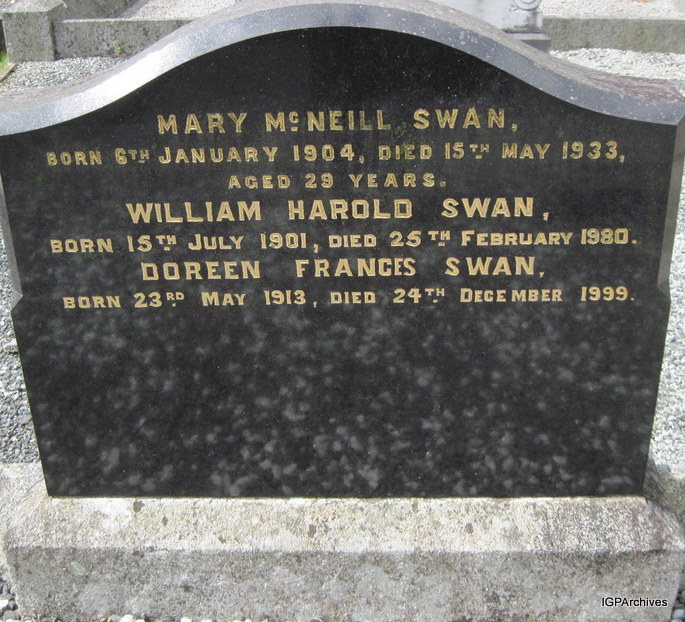 MARY McNEILL SWAN,
BORN 6TH JANUARY 1904, DIED 15TH MAY 1933,
AGED 29 YEARS.
WILLIAM HAROLD SWAN,
BORN 15TH JULY 1901, DIED 25TH FEBRUARY 1980.
DOREEN FRANCES SWAN,
BORN 23RD MAY 1913, DIED 24TH DECEMBER 1999.
IGPArchives